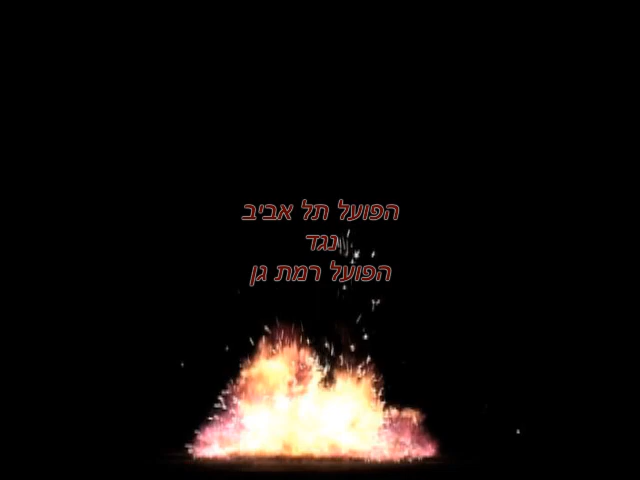 הפועל תל אביב
נגד
הפועל רמת גן